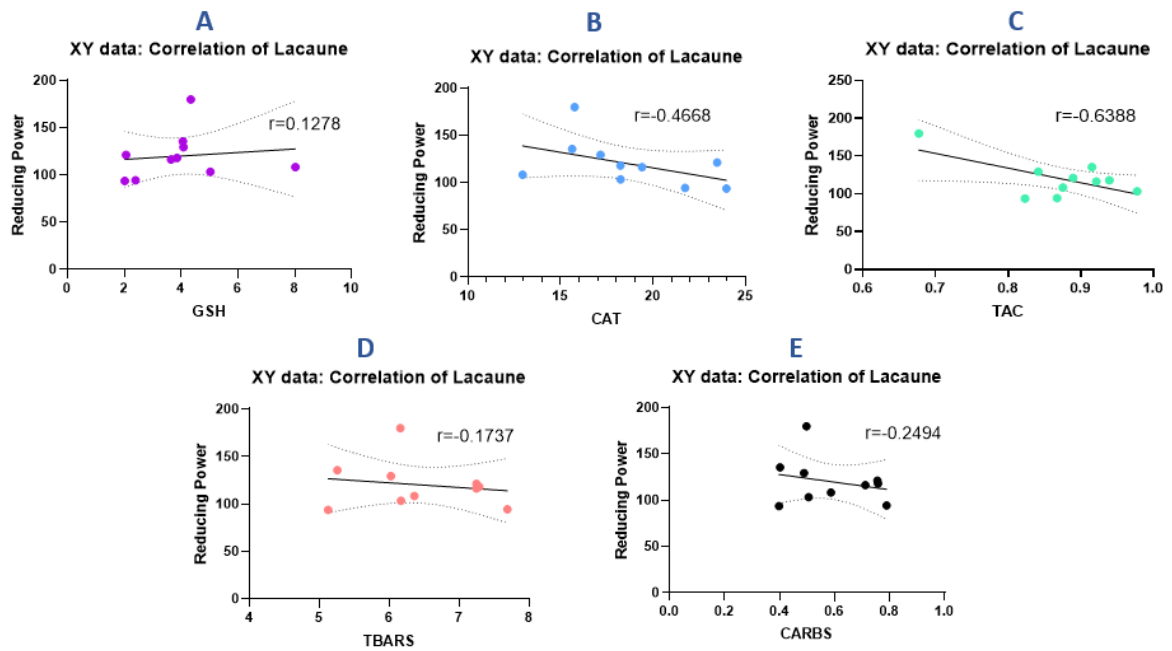 A
XY data: Correlation of Lacaune
r=0.1278
Reducing Power
200
150
100
50
0
0 2 4 6 8 10
GSH
B
XY data: Correlation of Lacaune
r=-0.4668
Reducing Power
200
150
100
50
0
10 15 20 25
CAT
C
XY data: Correlation of Lacaune
r=-0.6388
Reducing Power
250
200
150
100
50
0
0.6 0.7 0.8 0.9 1.0
TAC
D
XY data: Correlation of Lacaune
r=-0.1737
Reducing Power
200
150
100
50
0
4 5 6 7 8
TBARS
E
XY data: Correlation of Lacaune
r=-0.2494
Reducing Power
200
150
100
50
0
0.0 0.2 0.4 0.6 0.8 1.0
CARBS